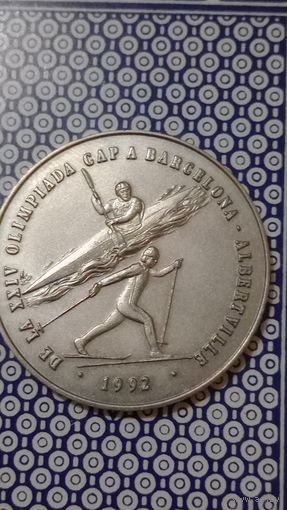 DE LA XXIV OLIMPIADA CAP A BARCELONA - ALBERTVILLE
· 1992 ·